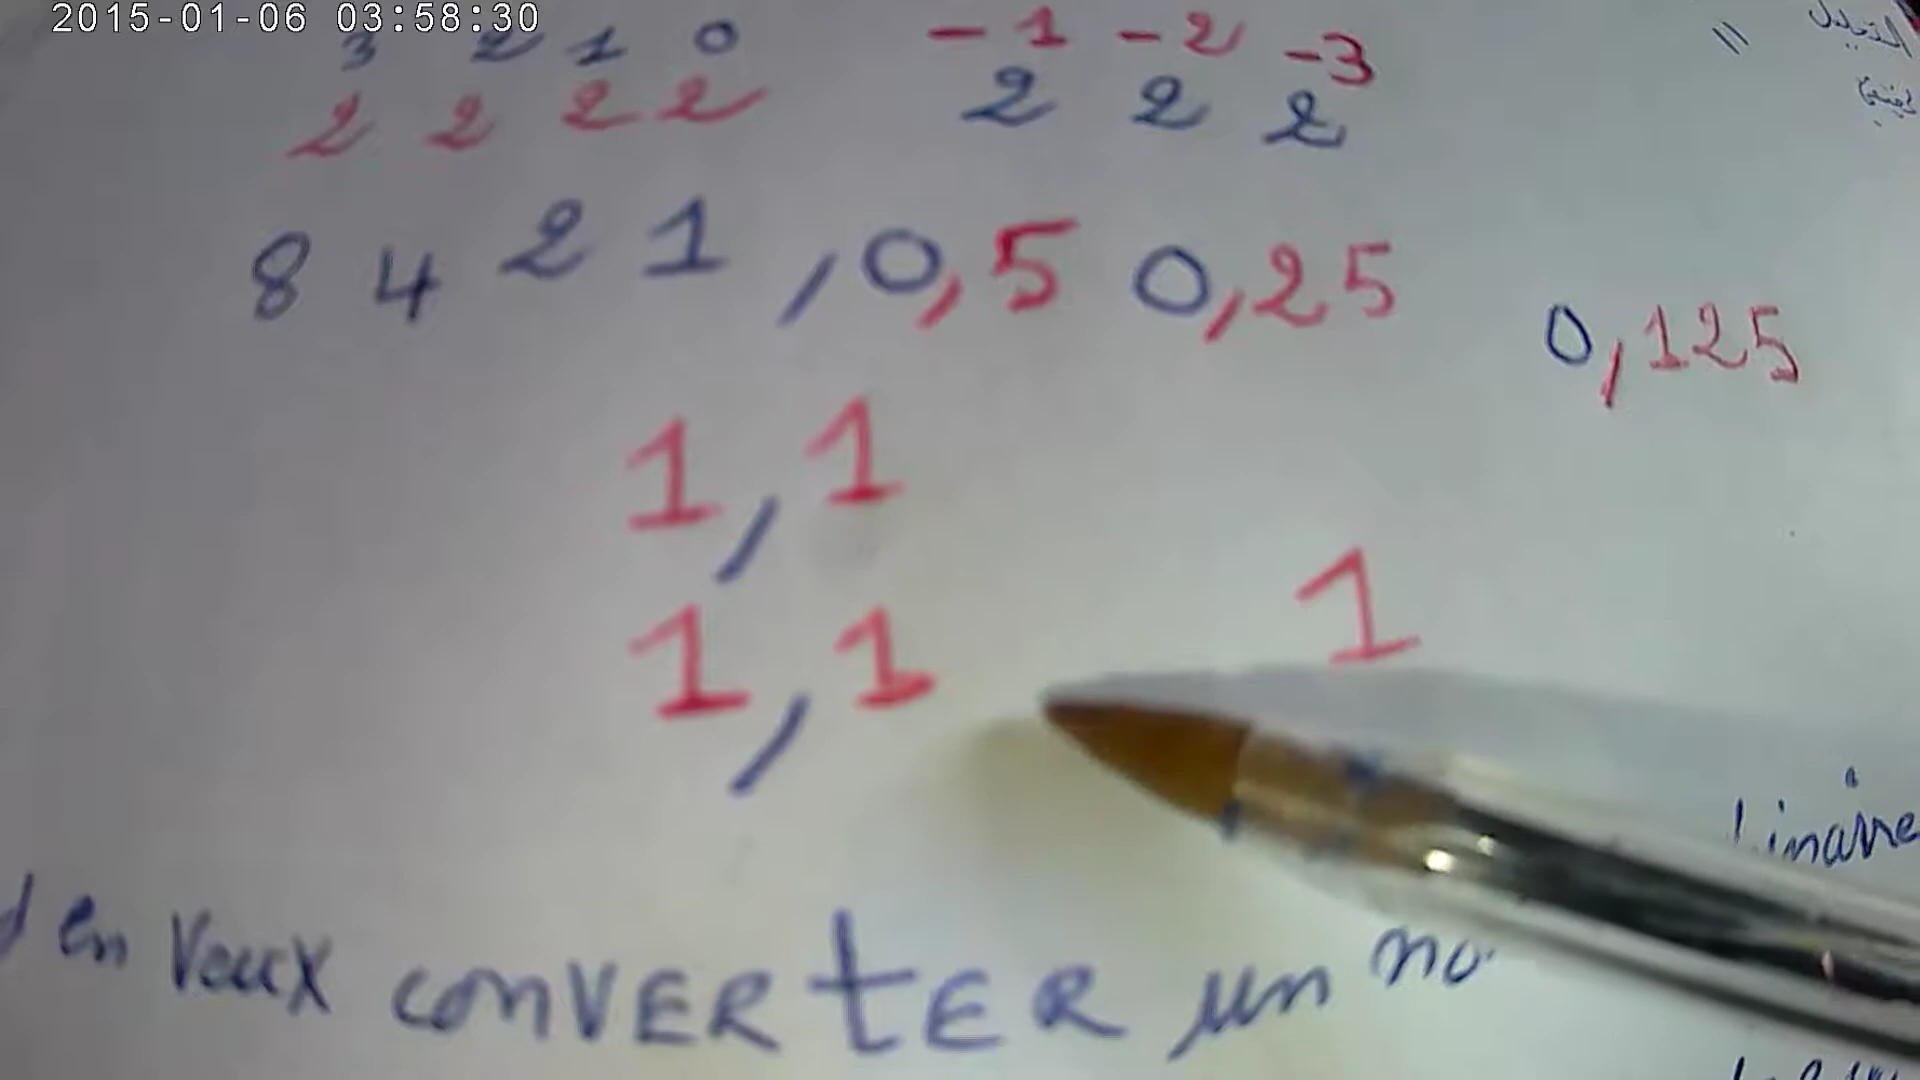 2015-01-06 03:58:30
3 2 1 0 -1 -2 -3
2 2 2 2 2 2 2
8 4 2 1 , 0,5 0,25 0,125
1,1
1,1 1
binaire
en veux conVERtER un